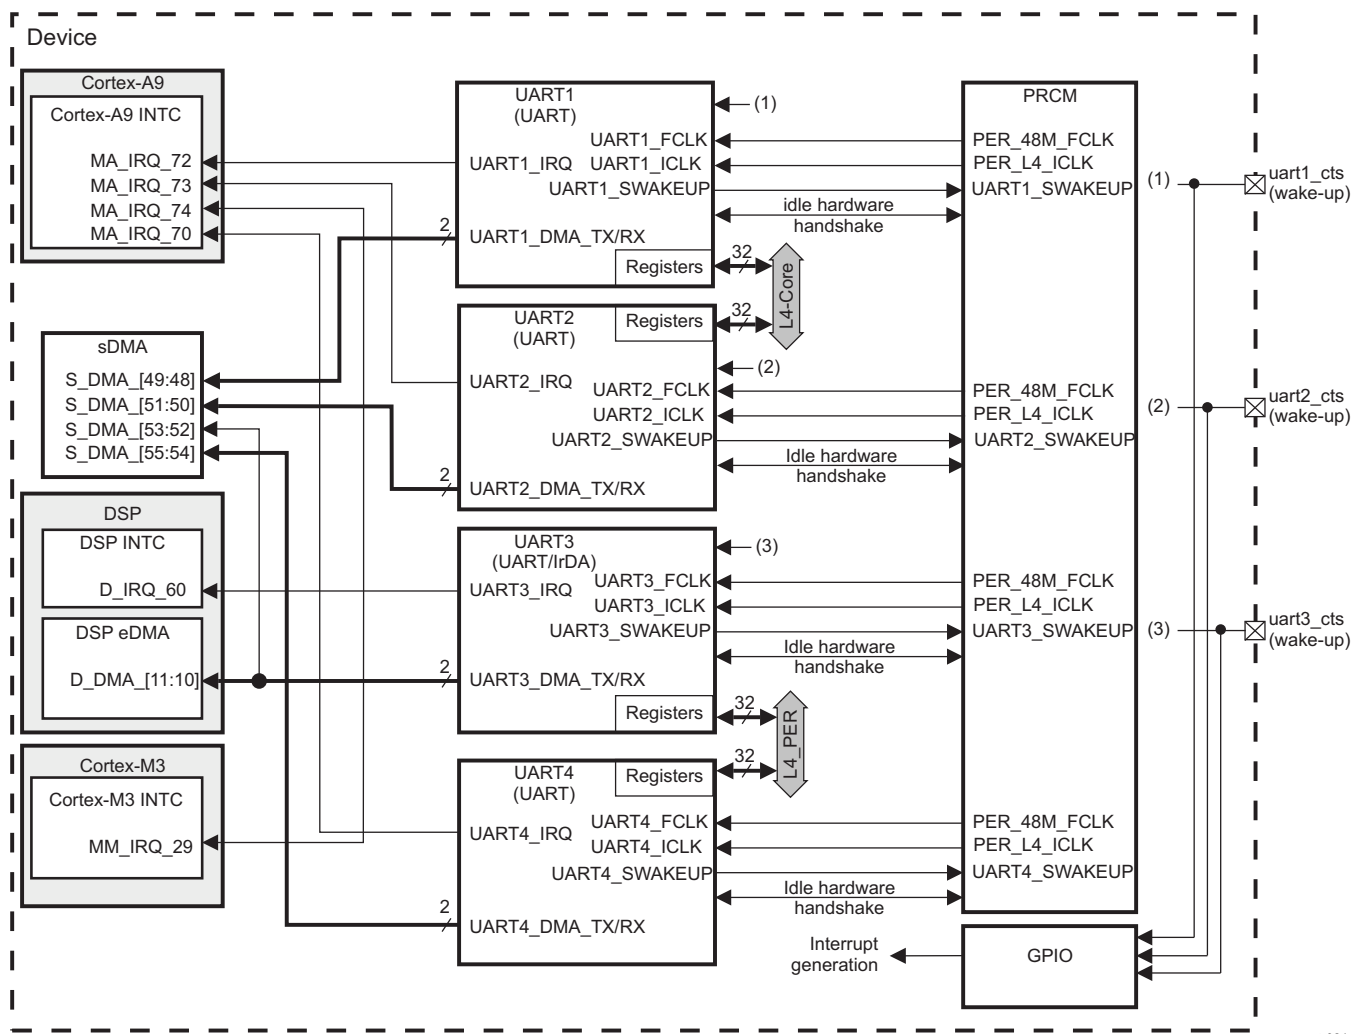 Device
Cortex-A9
Cortex-A9 INTC
MA_IRQ_72
MA_IRQ_73
MA_IRQ_74
MA_IRQ_70
sDMA
S_DMA_[49:48]
S_DMA_[51:50]
S_DMA_[53:52]
S_DMA_[55:54]
DSP
DSP INTC
D_IRQ_60
DSP eDMA
D_DMA_[11:10]
Cortex-M3
Cortex-M3 INTC
MM_IRQ_29
UART1
(UART)
(1)
UART1_FCLK
UART1_IRQ UART1_ICLK
UART1_SWAKEUP
2
UART1_DMA_TX/RX
Registers
32
idle hardware
handshake
L4-Core
UART2
(UART)
Registers
32
(2)
UART2_IRQ
UART2_FCLK
UART2_ICLK
UART2_SWAKEUP
Idle hardware
handshake
2
UART2_DMA_TX/RX
UART3
(UART/IrDA)
(3)
UART3_IRQ
UART3_FCLK
UART3_ICLK
UART3_SWAKEUP
Idle hardware
handshake
2
UART3_DMA_TX/RX
Registers
32
L4_PER
UART4
(UART)
Registers
32
UART4_IRQ
UART4_FCLK
UART4_ICLK
UART4_SWAKEUP
Idle hardware
handshake
2
UART4_DMA_TX/RX
PRCM
PER_48M_FCLK
PER_L4_ICLK
UART1_SWAKEUP
PER_48M_FCLK
PER_L4_ICLK
UART2_SWAKEUP
PER_48M_FCLK
PER_L4_ICLK
UART3_SWAKEUP
PER_48M_FCLK
PER_L4_ICLK
UART4_SWAKEUP
(1)
uart1_cts
(wake-up)
(2)
uart2_cts
(wake-up)
(3)
uart3_cts
(wake-up)
Interrupt
generation
GPIO